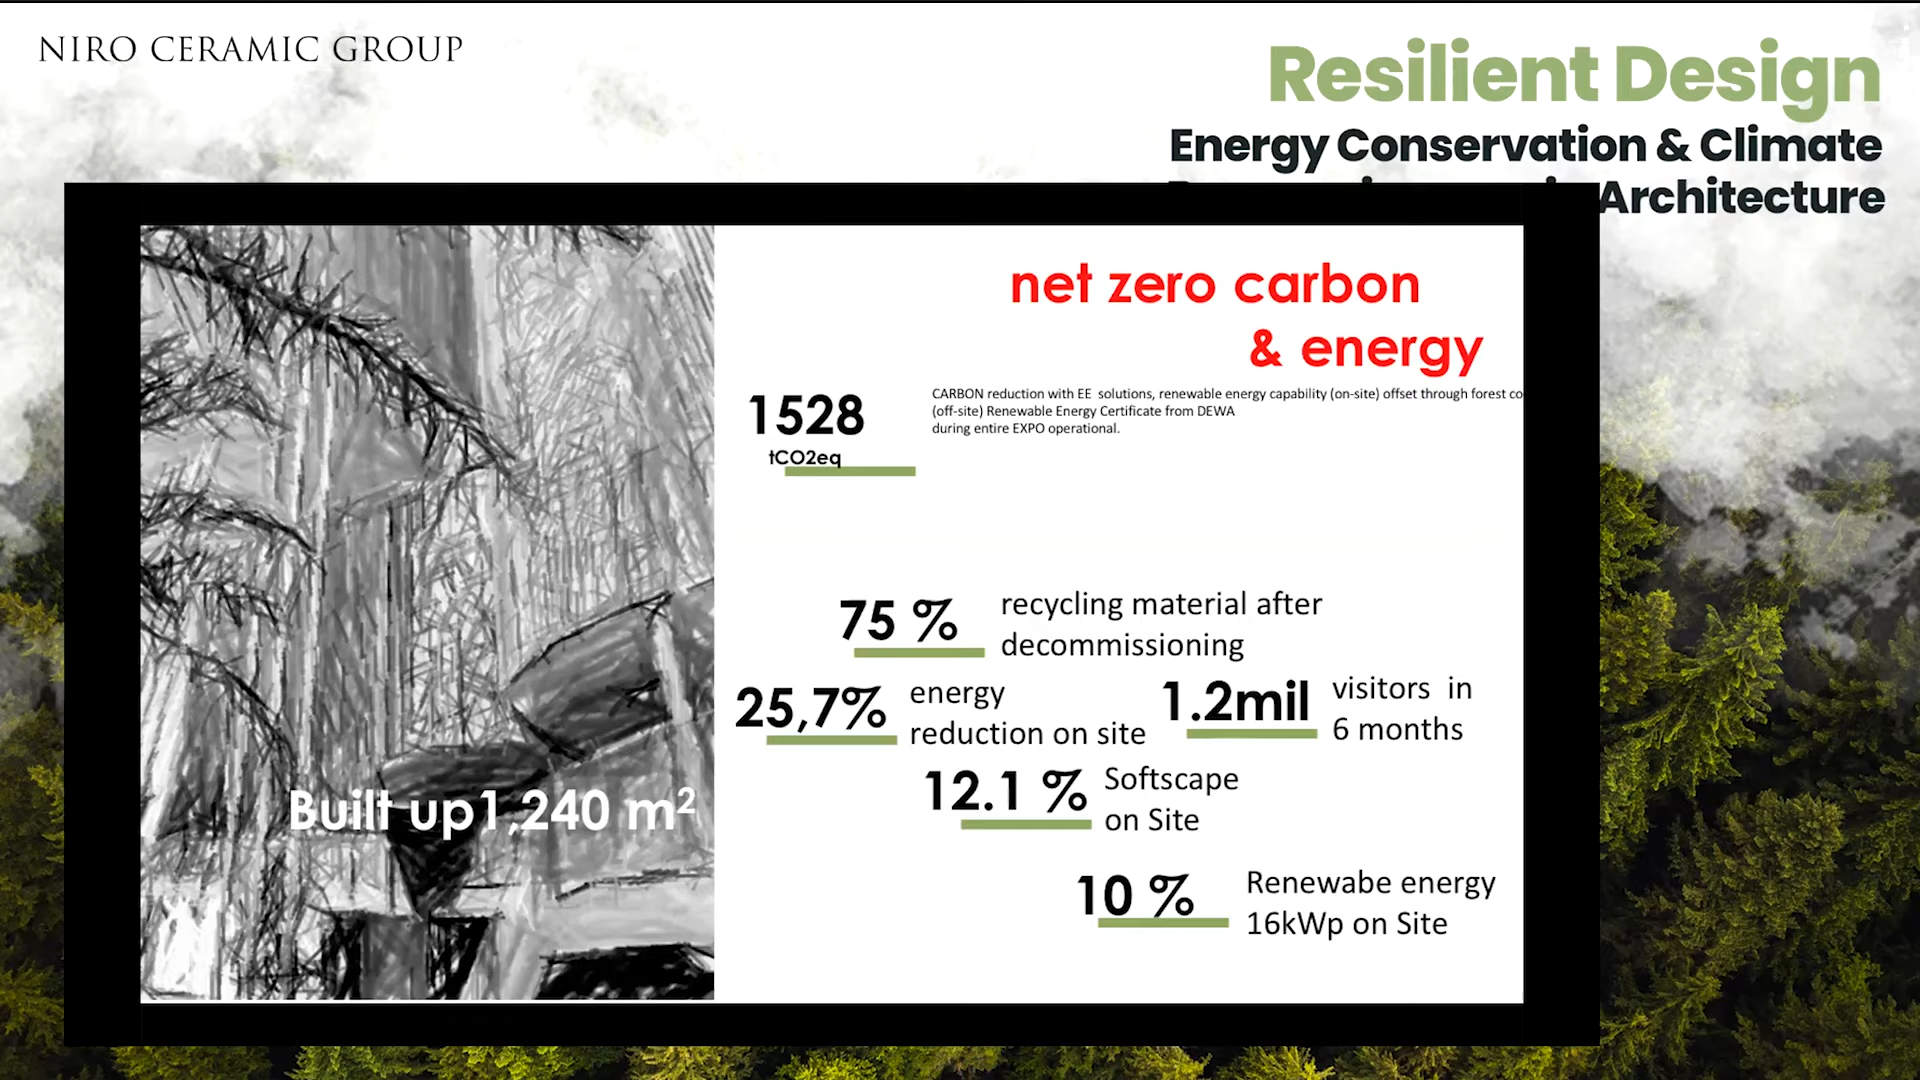 NIRO CERAMIC GROUP
Resilient Design
Energy Conservation & Climate
Architecture
net zero carbon
& energy
1528
tCO2eq
CARBON reduction with EE solutions, renewable energy capability (on-site) offset through forest co
(off-site) Renewable Energy Certificate from DEWA
during entire EXPO operational.
75 %
recycling material after
decommissioning
25,7%
energy
reduction on site
1.2mil
visitors in
6 months
12.1 %
Softscape
on Site
10 %
Renewabe energy
16kWp on Site
Built up1,240 m²